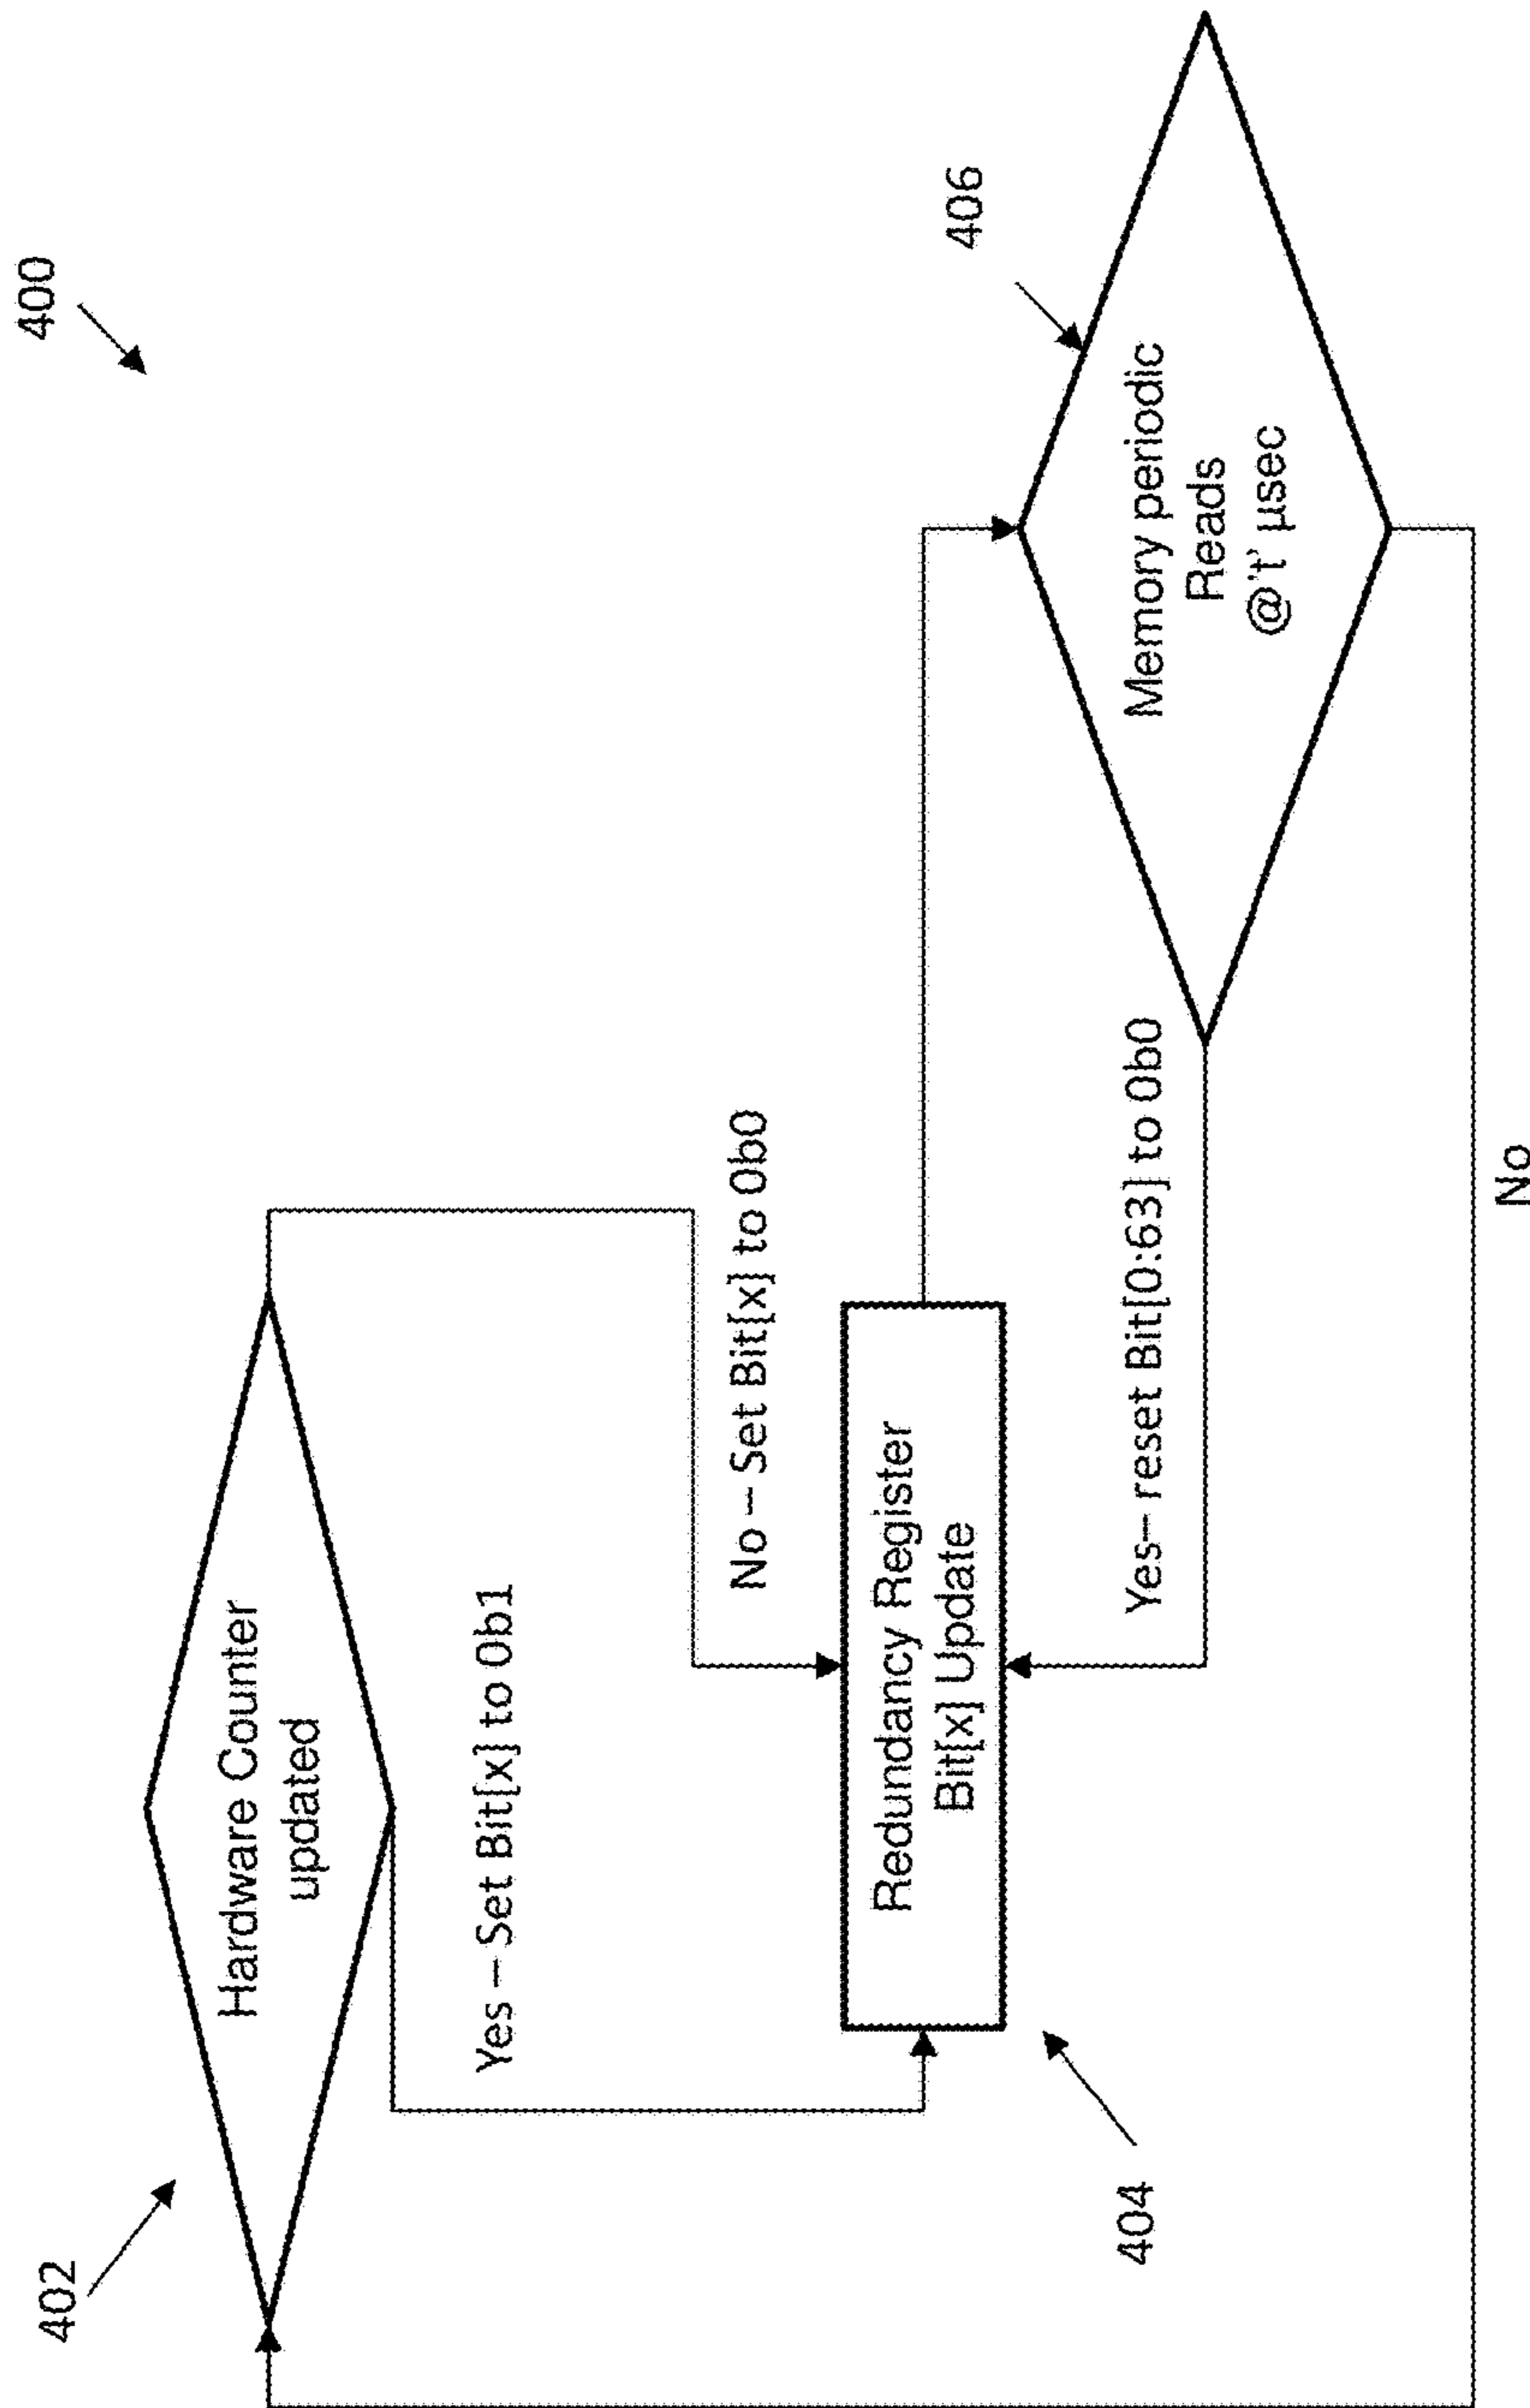 400
402
Hardware Counter
updated
Yes – Set Bit[x] to 0b1
No – Set Bit[x] to 0b0
Redundancy Register
Bit[x] Update
404
406
Memory periodic
Reads
@'t' µsec
Yes– reset Bit[0:63] to 0b0
No